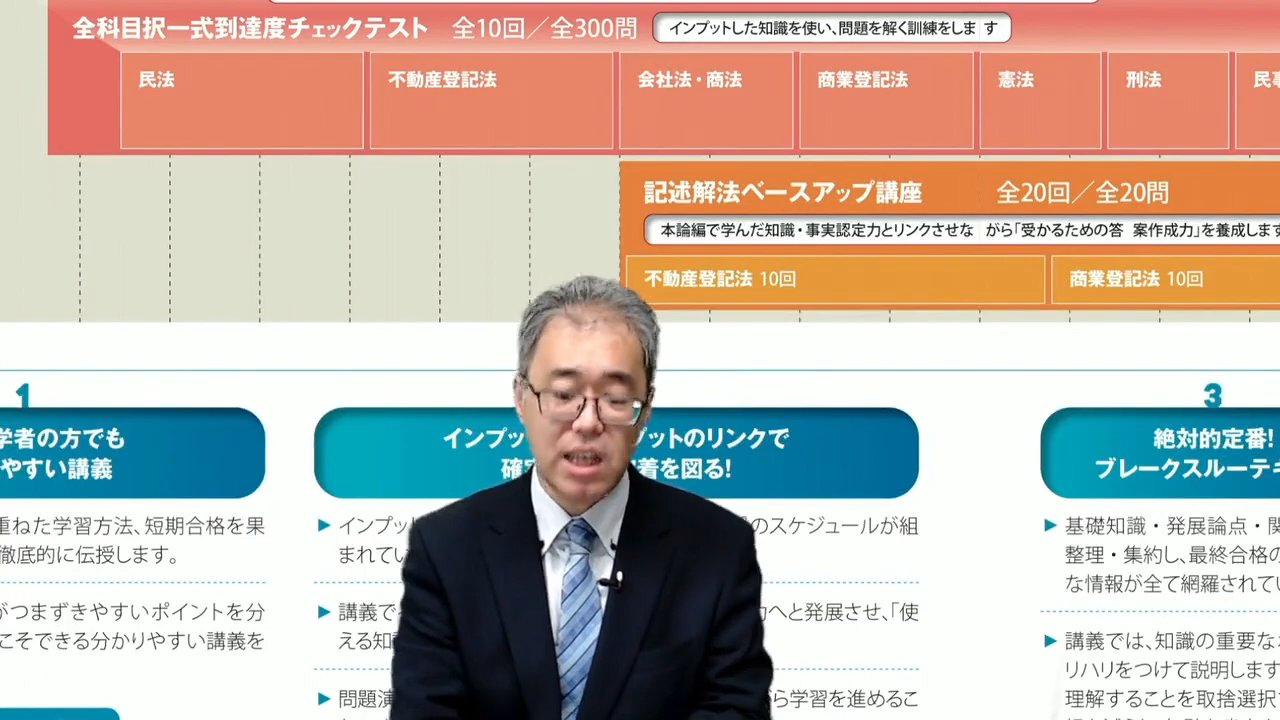 全科目択一式到達度チェックテスト 全10回／全300問 インプットした知識を使い、問題を解く訓練をします
民法 不動産登記法 会社法・商法 商業登記法 憲法 刑法
記述解法ベースアップ講座 全20回／全20問
本論編で学んだ知識・事実認定力とリンクさせながら「受かるための答案作成力」を養成します
不動産登記法 10回 商業登記法 10回
1
学者の方でも
やすい講義
重ねた学習方法、短期合格を果
徹底的に伝授します。
がつまずきやすいポイントを分
こそできる分かりやすい講義を
インプッ ットのリンクで
確 着を図る!
インプッ のスケジュールが組
まれてい
講義で 力へと発展させ、「使
える知
問題演 ら学習を進めるこ
3
絶対的定番!
ブレークスルーテキ
基礎知識・発展論点・関
整理・集約し、最終合格の
な情報が全て網羅されてい
講義では、知識の重要な
リハリをつけて説明します
理解することを取捨選択